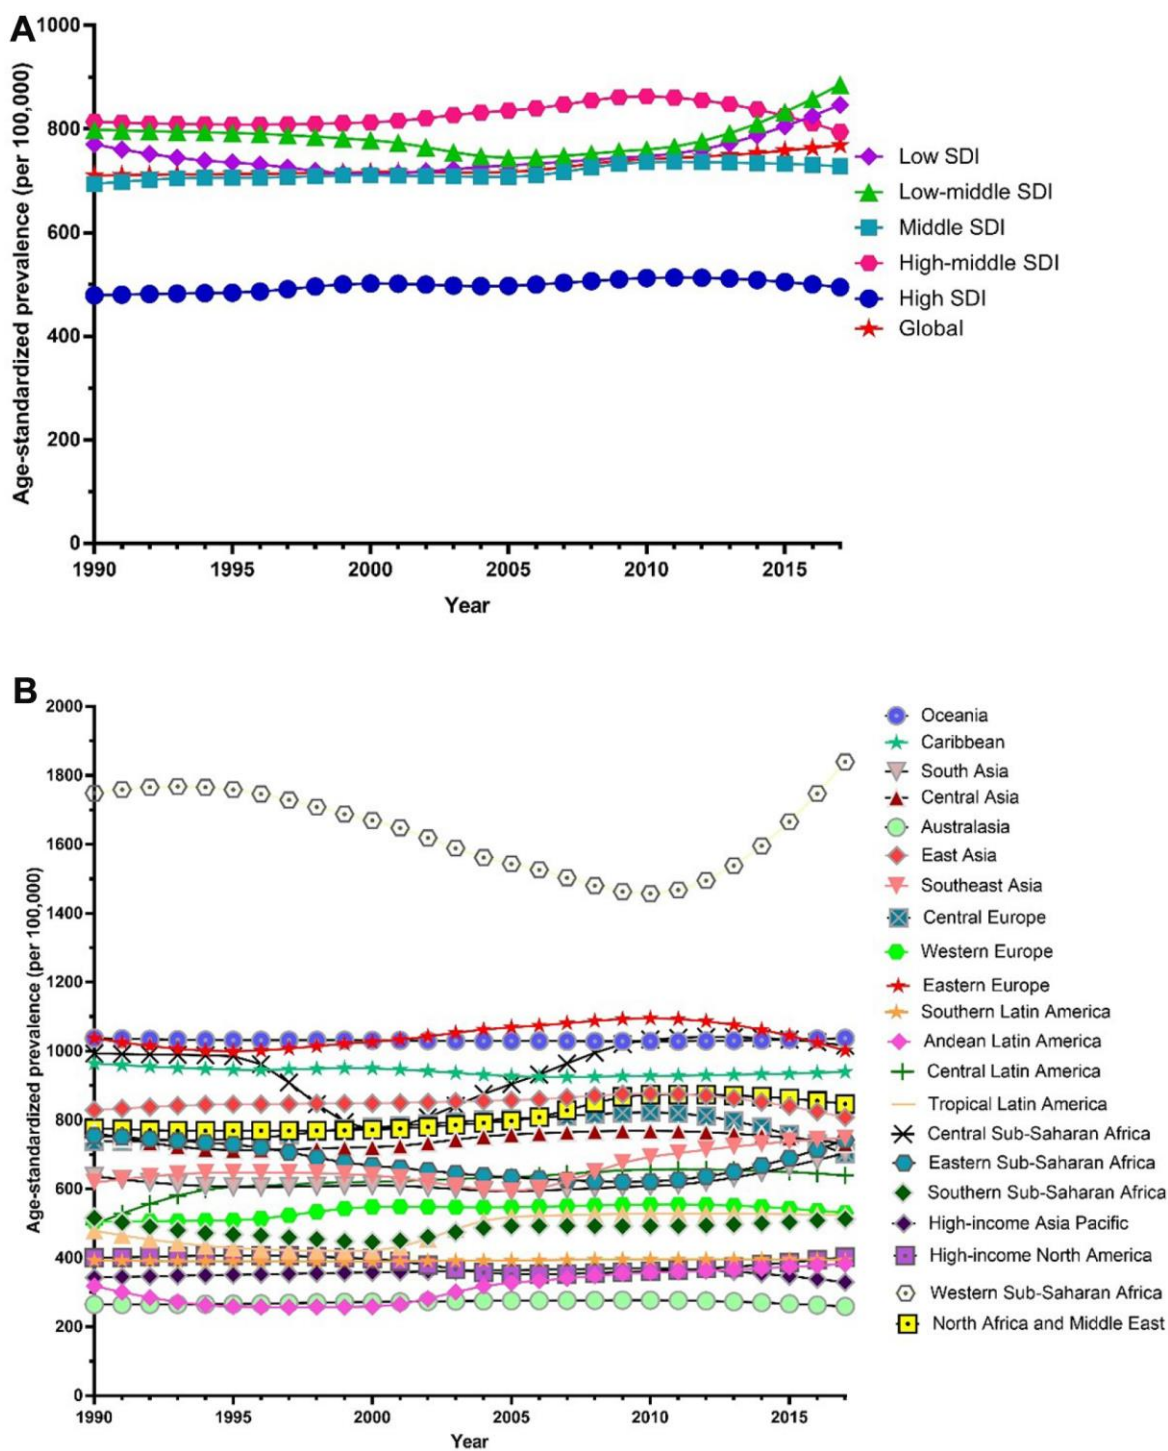 A
1000
800
600
400
200
0
Age-standardized prevalence (per 100,000)
1990 1995 2000 2005 2010 2015
Year
Low SDI
Low-middle SDI
Middle SDI
High-middle SDI
High SDI
Global
B
2000
1800
1600
1400
1200
1000
800
600
400
200
0
Age-standardized prevalence (per 100,000)
1990 1995 2000 2005 2010 2015
Year
Oceania
Caribbean
South Asia
Central Asia
Australasia
East Asia
Southeast Asia
Central Europe
Western Europe
Eastern Europe
Southern Latin America
Andean Latin America
Central Latin America
Tropical Latin America
Central Sub-Saharan Africa
Eastern Sub-Saharan Africa
Southern Sub-Saharan Africa
High-income Asia Pacific
High-income North America
Western Sub-Saharan Africa
North Africa and Middle East